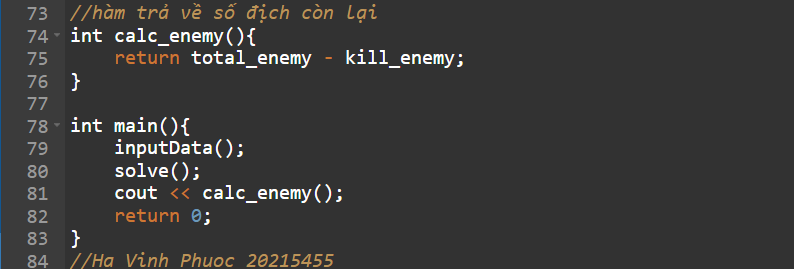 73 //hàm trả về số địch còn lại
74 int calc_enemy(){
75 return total_enemy - kill_enemy;
76 }
77
78 int main(){
79 inputData();
80 solve();
81 cout << calc_enemy();
82 return 0;
83 }
84 //Ha Vinh Phuoc 20215455